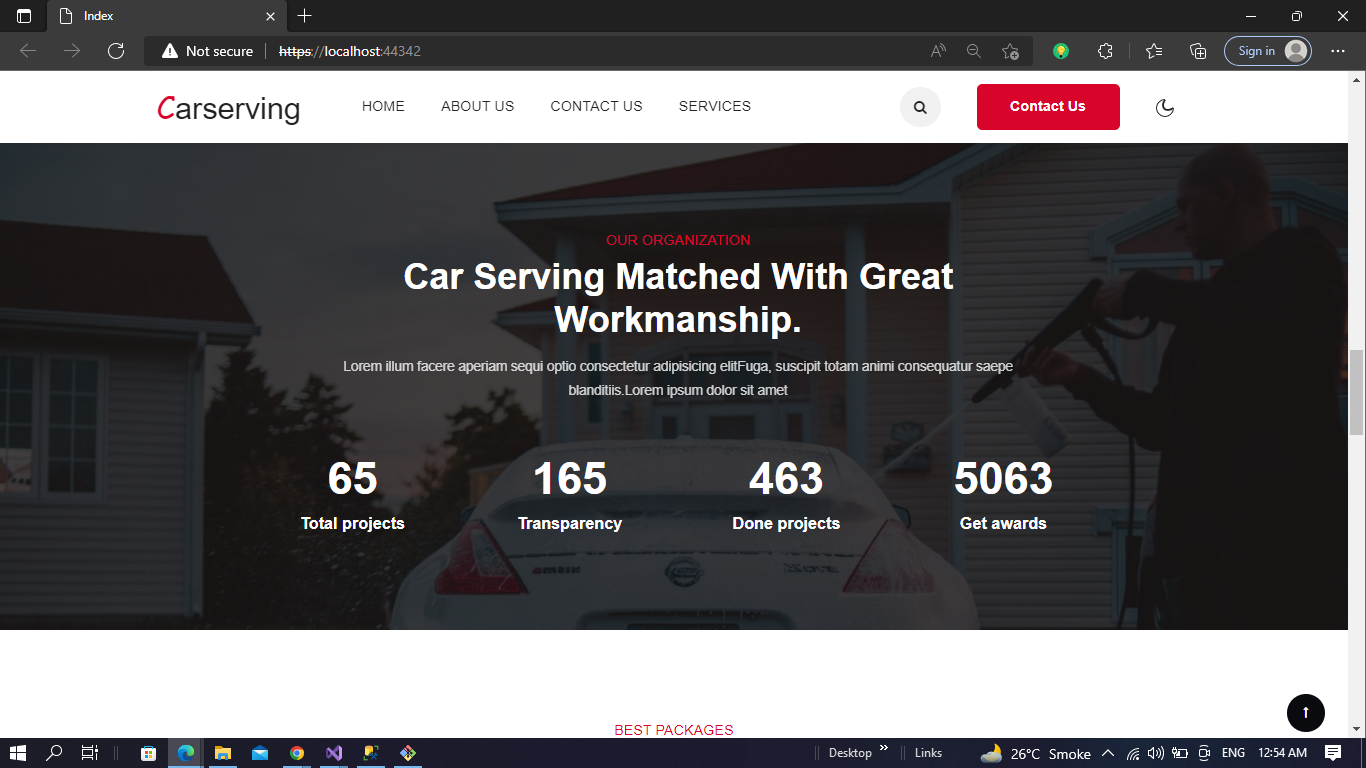 Index
Not secure
https://localhost:44342
Sign in
Carserving
HOME
ABOUT US
CONTACT US
SERVICES
Contact Us
OUR ORGANIZATION
Car Serving Matched With Great
Workmanship.
Lorem illum facere aperiam sequi optio consectetur adipisicing elitFuga, suscipit totam animi consequatur saepe
blanditiis.Lorem ipsum dolor sit amet
65
Total projects
165
Transparency
463
Done projects
5063
Get awards
BEST PACKAGES
Desktop
Links
26°C Smoke
ENG
12:54 AM